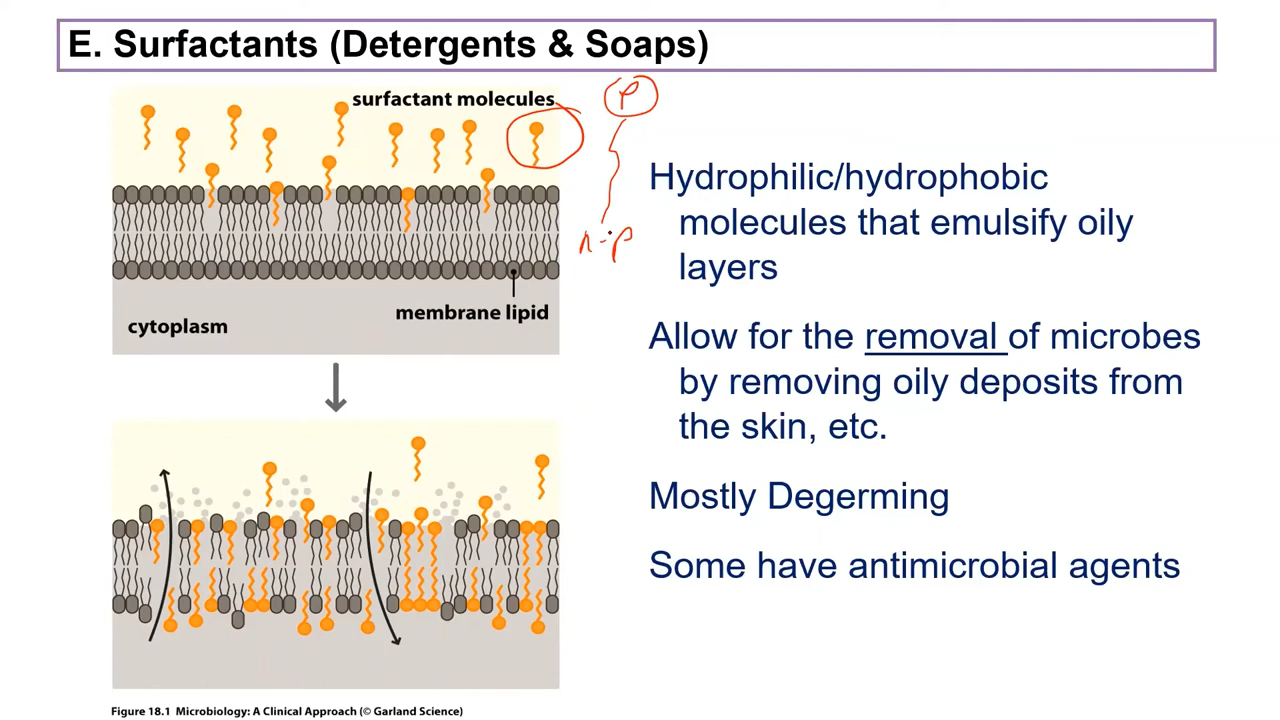 E. Surfactants (Detergents & Soaps)
surfactant molecules
P
n-p
membrane lipid
cytoplasm
Hydrophilic/hydrophobic
molecules that emulsify oily
layers
Allow for the removal of microbes
by removing oily deposits from
the skin, etc.
Mostly Degerming
Some have antimicrobial agents
Figure 18.1 Microbiology: A Clinical Approach (© Garland Science)